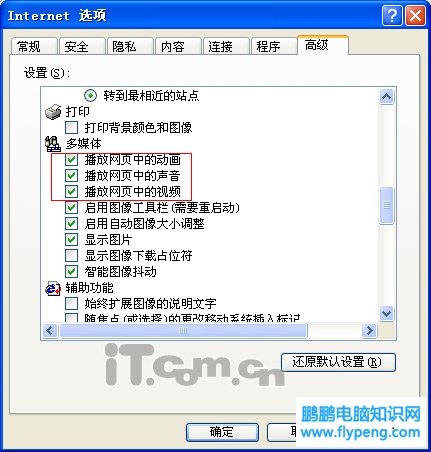 Internet 选项
常规 安全 隐私 内容 连接 程序 高级
设置(S):
转到最相近的站点
打印
打印背景颜色和图像
多媒体
播放网页中的动画
播放网页中的声音
播放网页中的视频
启用图像工具栏(需要重启动)
启用自动图像大小调整
显示图片
显示图像下载占位符
智能图像抖动
辅助功能
始终扩展图像的说明文字
随焦点(或选择)的更改移动系统插入标记
iT.com.cn
还原默认设置(R)
确定
鹏鹏电脑知识网
www.flypeng.com